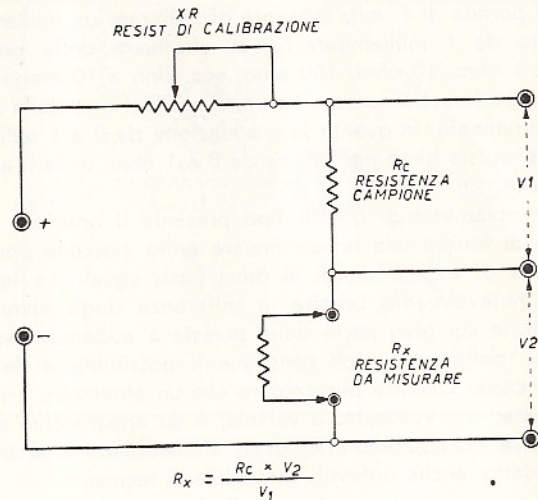 XR
RESIST. DI CALIBRAZIONE
RC
RESISTENZA
CAMPIONE
V1
+
-
V2
Rx
RESISTENZA
DA MISURARE
Rx = Rc × V2 / V1